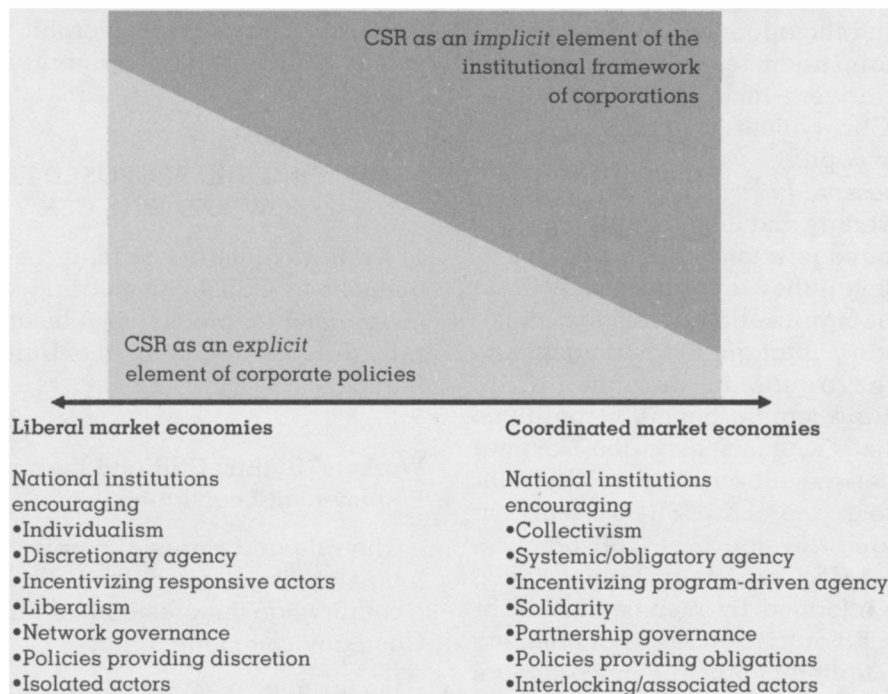 CSR as an implicit element of the
institutional framework
of corporations
CSR as an explicit
element of corporate policies
Liberal market economies
National institutions
encouraging
•Individualism
•Discretionary agency
•Incentivizing responsive actors
•Liberalism
•Network governance
•Policies providing discretion
•Isolated actors
Coordinated market economies
National institutions
encouraging
•Collectivism
•Systemic/obligatory agency
•Incentivizing program-driven agency
•Solidarity
•Partnership governance
•Policies providing obligations
•Interlocking/associated actors